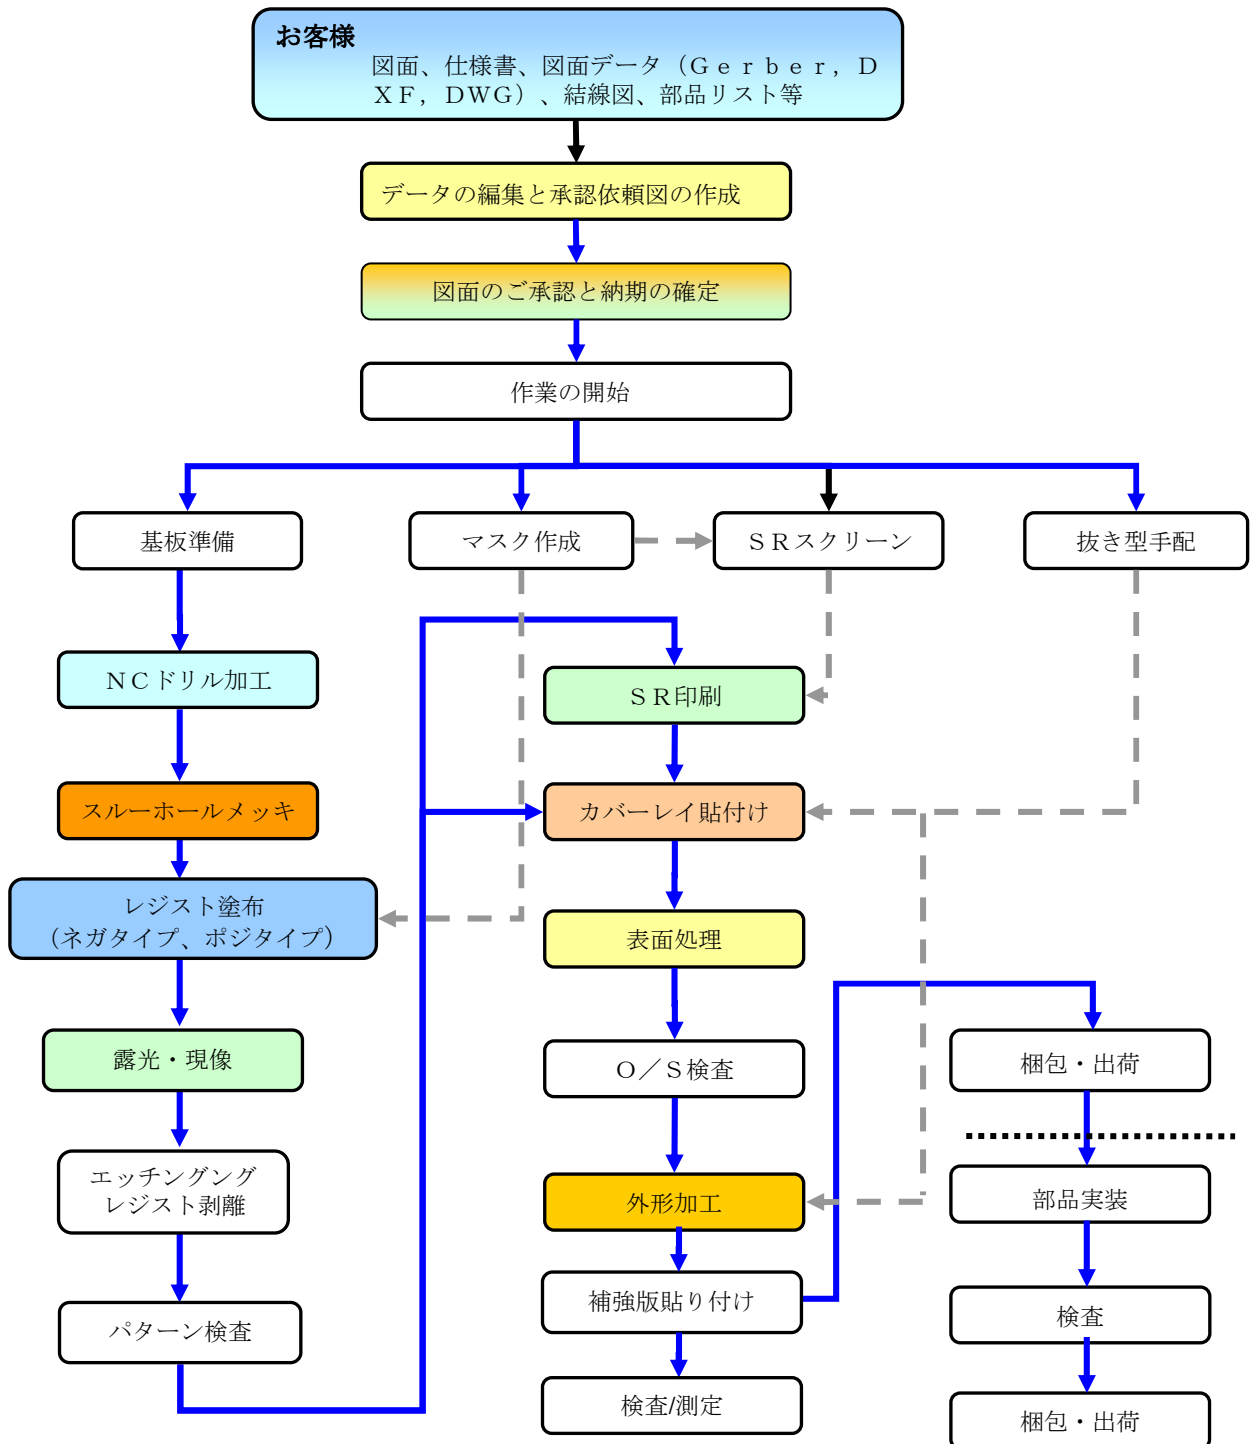 お客様
図面、仕様書、図面データ（Ｇｅｒｂｅｒ，Ｄ
ＸＦ，ＤＷＧ）、結線図、部品リスト等
データの編集と承認依頼図の作成
図面のご承認と納期の確定
作業の開始
基板準備
マスク作成
ＳＲスクリーン
抜き型手配
ＮＣドリル加工
ＳＲ印刷
スルーホールメッキ
カバーレイ貼付け
レジスト塗布
（ネガタイプ、ポジタイプ）
表面処理
露光・現像
Ｏ／Ｓ検査
梱包・出荷
エッチングング
レジスト剥離
外形加工
部品実装
補強版貼り付け
検査
パターン検査
検査/測定
梱包・出荷